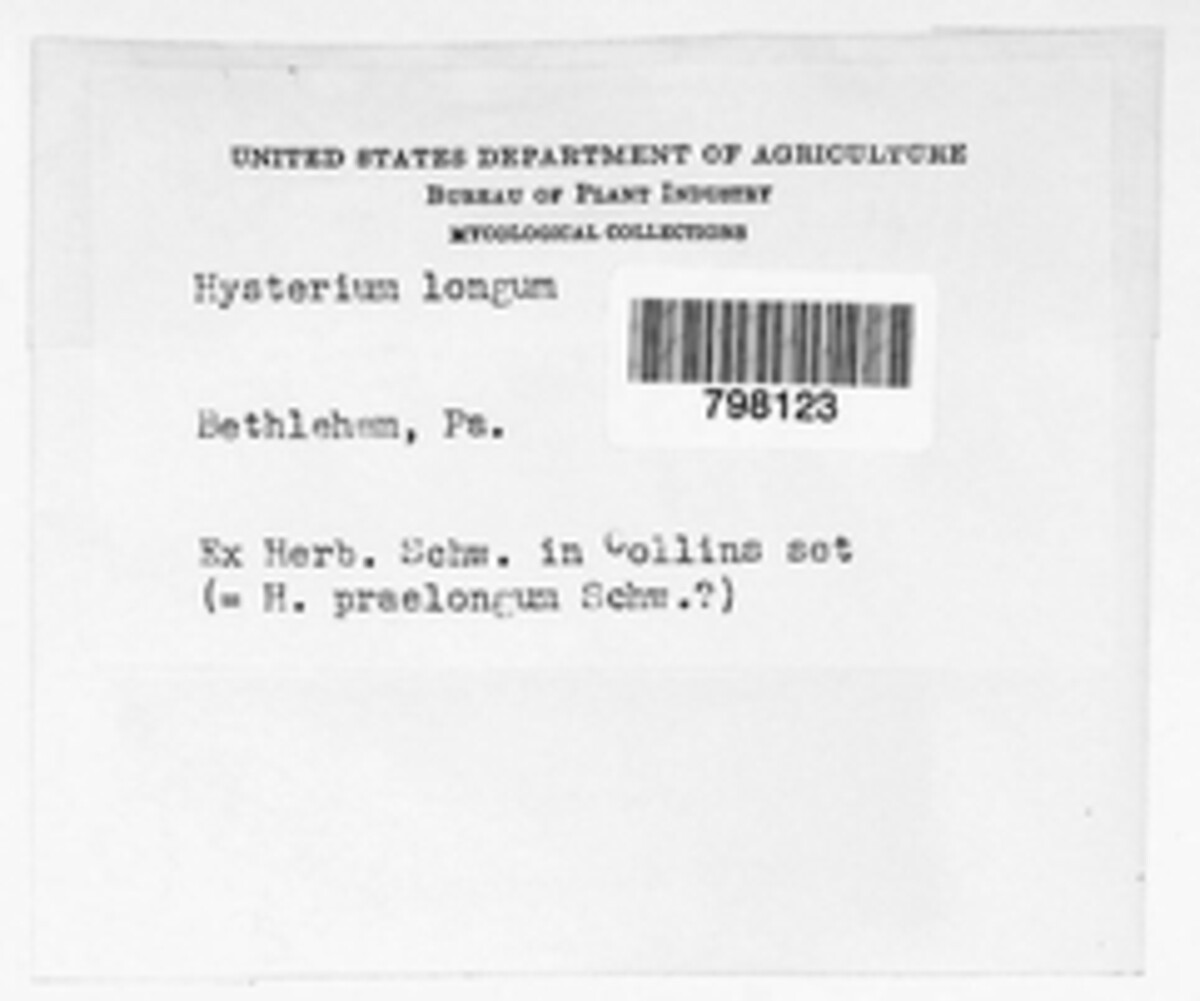 UNITED STATES DEPARTMENT OF AGRICULTURE
BUREAU OF PLANT INDUSTRY
MYCOLOGICAL COLLECTIONS
Hysterium longum
798123
Bethlehem, Pa.
Ex Herb. Schw. in Collins set
(= H. praelongum Schw.?)